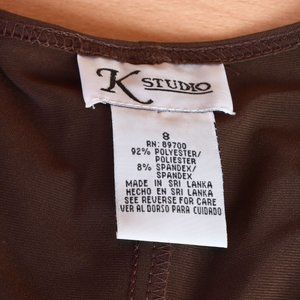 K STUDIO
8
RN: 89700
92% POLYESTER/
POLIESTER
8% SPANDEX/
SPANDEX
MADE IN SRI LANKA
HECHO EN SRI LANKA
SEE REVERSE FOR CARE
VER AL DORSO PARA CUIDADO